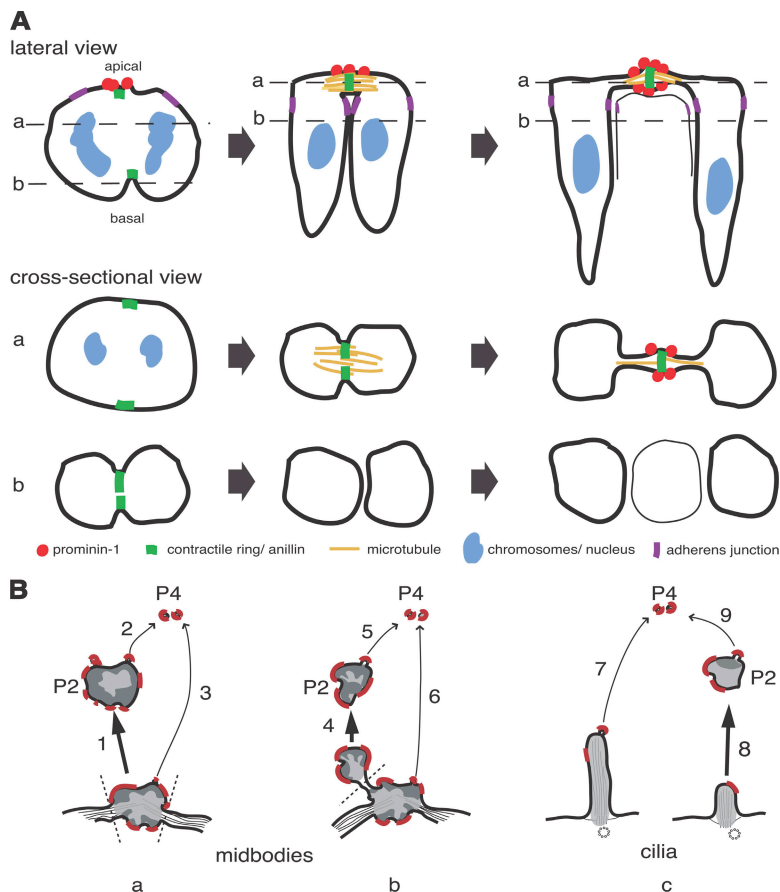 A
lateral view
apical
a
b
basal
a
b
a
b
cross-sectional view
a
b
prominin-1
contractile ring/ anillin
microtubule
chromosomes/ nucleus
adherens junction
B
P4
P4
P4
2
5
9
P2
P2
P2
3
6
7
1
4
8
midbodies
cilia
a
b
c